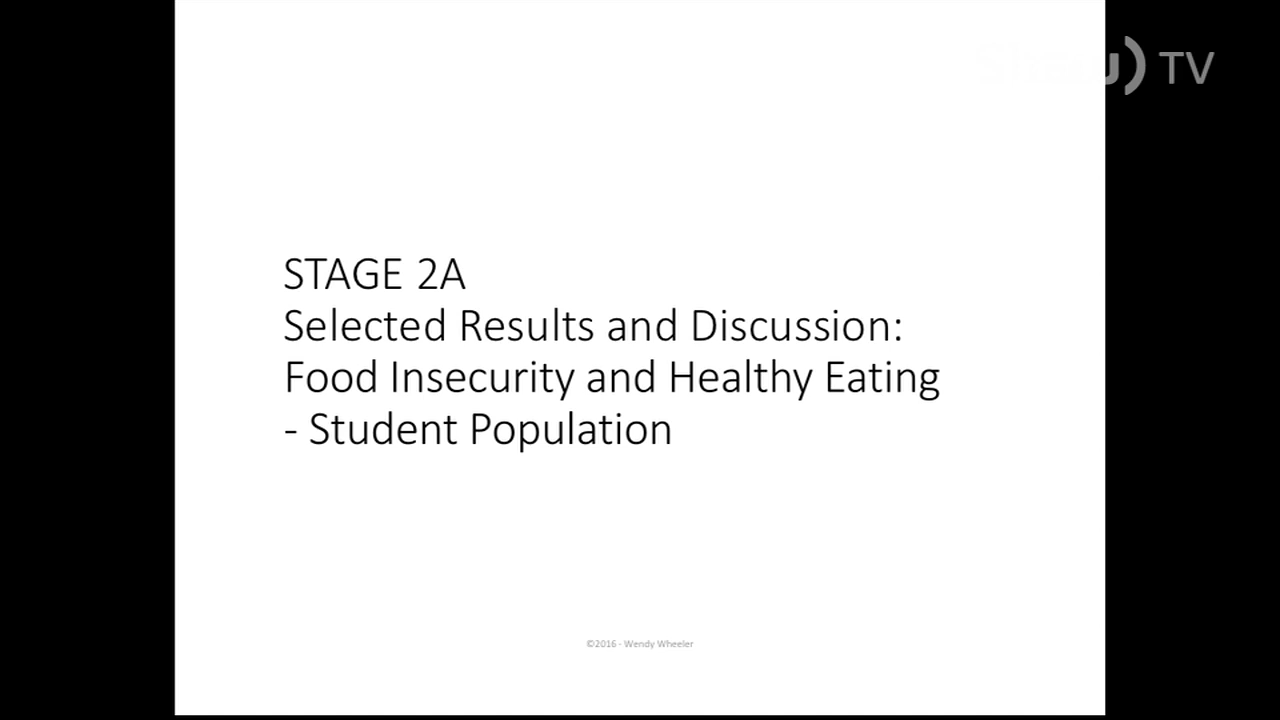 TV
STAGE 2A
Selected Results and Discussion:
Food Insecurity and Healthy Eating
- Student Population
©2016 - Wendy Wheeler